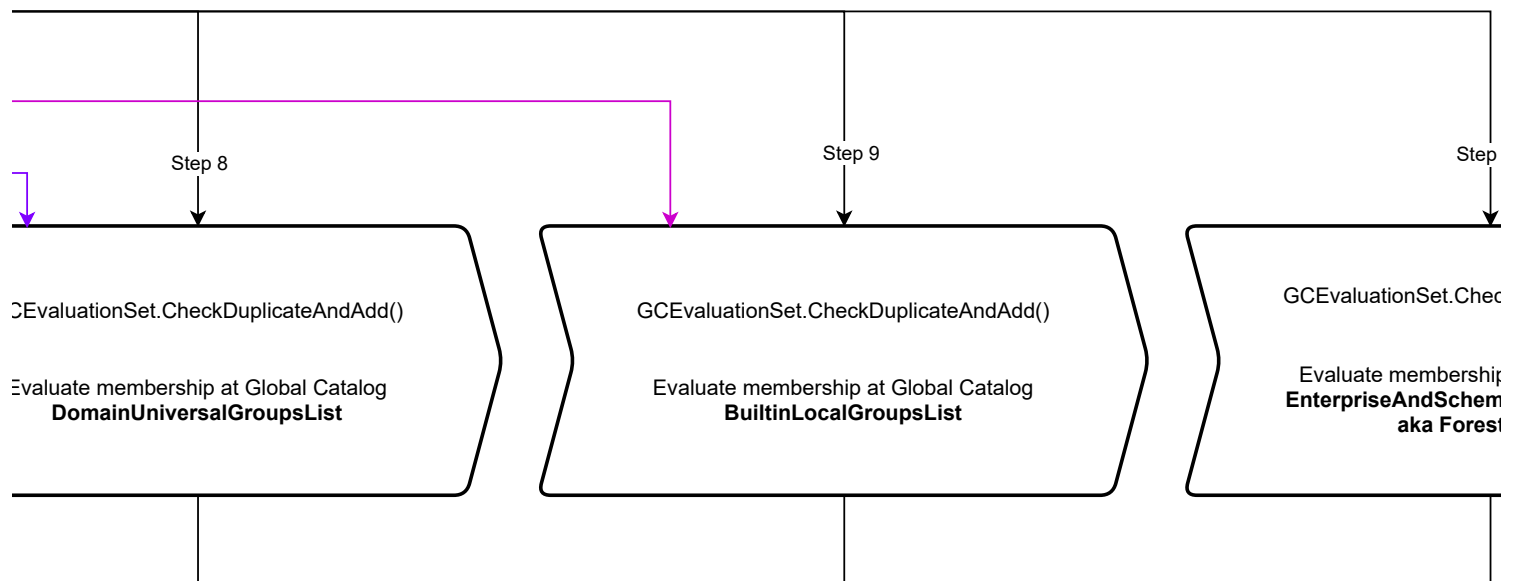 Step 8
Step 9
Step
CEvaluationSet.CheckDuplicateAndAdd()
Evaluate membership at Global Catalog
DomainUniversalGroupsList
GCEvaluationSet.CheckDuplicateAndAdd()
Evaluate membership at Global Catalog
BuiltinLocalGroupsList
GCEvaluationSet.Chec
Evaluate membership
EnterpriseAndSchem
aka Forest